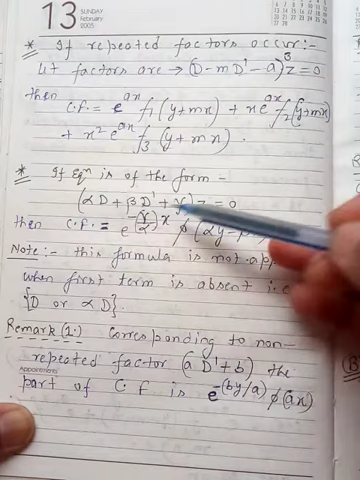 13 SUNDAY
February
2005
* If repeated factors occur:-
Let factors are → (D-mD'-a)³z=0
then
C.F.= e^ax f₁(y+mx) + xe^ax f₂(y+mx)
+ x² e^ax f₃(y+mx).
* If Eqⁿ is of the form -
(αD+βD'+γ)z=0
then C.F.= e^-(γ/α)x ϕ(αy-β
Note:- this formula is not app
when first term is absent i.e
{D or αD}.
Remark (1:) corresponding to non-
repeated factor (aD'+b) the
Appointments
part of C.F is e^-(by/a) ϕ(ax)